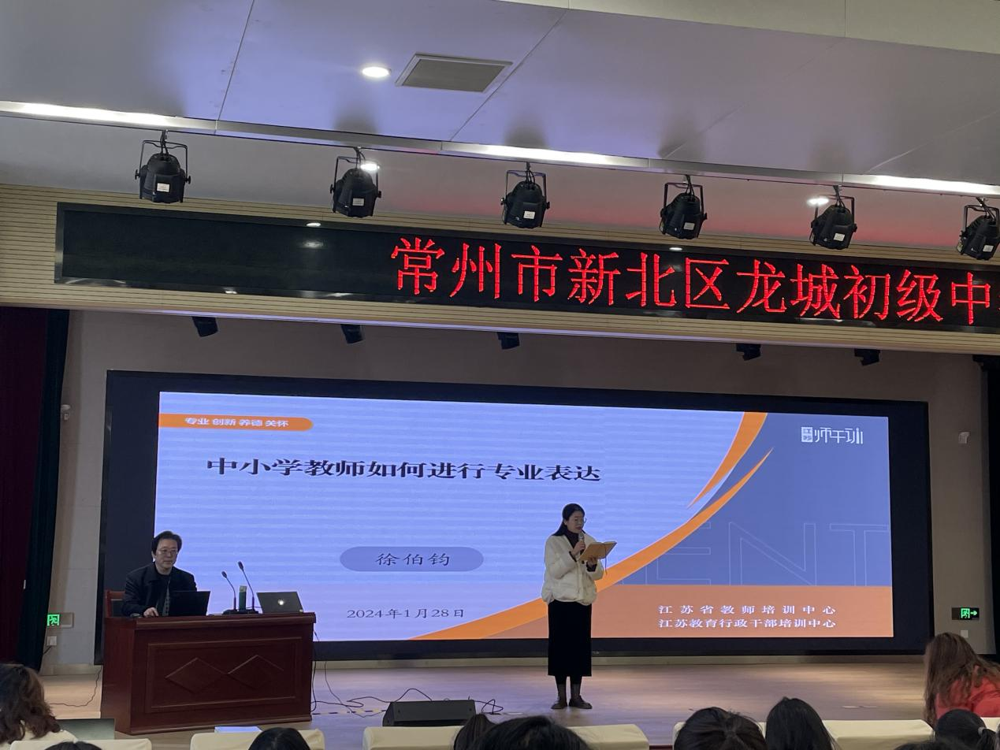 常州市新北区龙城初级中
专业 创新 养德 关怀
江苏 师干训
中小学教师如何进行专业表达
徐伯钧
2024年1月28日
ENT
江苏省教师培训中心
江苏教育行政干部培训中心